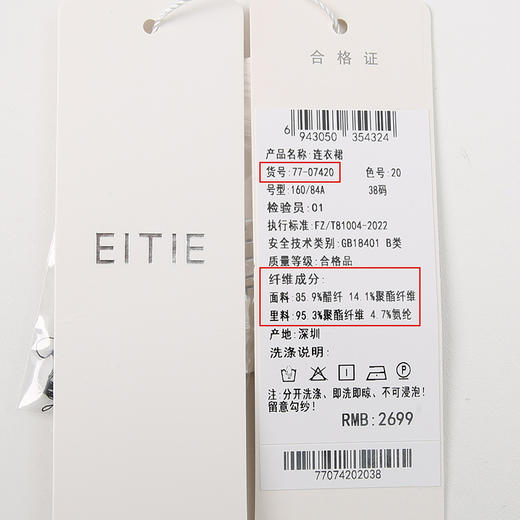 EITIE
合格证
6 943050 354324
产品名称:连衣裙
货号:77-07420 色号:20
号型:160/84A 38码
检验员:01
执行标准:FZ/T81004-2022
安全技术类别:GB18401 B类
质量等级:合格品
纤维成分:
面料:85.9%醋纤 14.1%聚酯纤维
里料:95.3%聚酯纤维 4.7%氨纶
产地:深圳
洗涤说明:
注:分开洗涤、即洗即晾、不可浸泡!
留意勾纱!
RMB:2699
77074202038